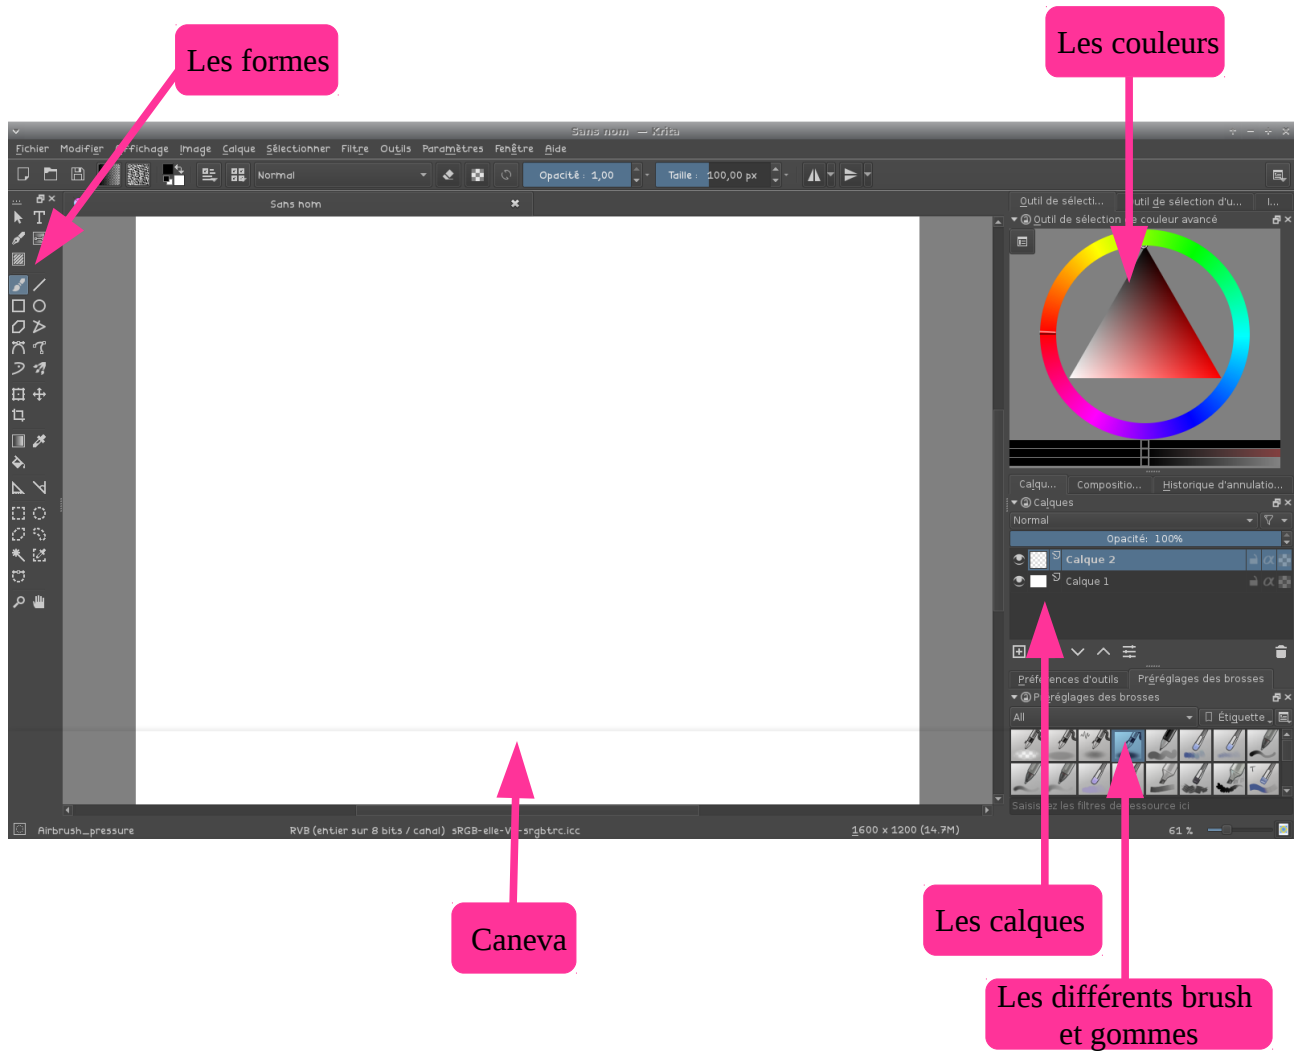 Les formes
Les couleurs
Sans nom — Krita
Fichier Modifier Affichage Image Calque Sélectionner Filtre Outils Paramètres Fenêtre Aide
Normal
Opacité : 1,00
Taille : 100,00 px
Sans nom
Outil de sélecti...
util de sélection d'u...
I...
Outil de sélection de couleur avancé
Calqu...
Compositio...
Historique d'annulatio...
Calques
Normal
Opacité: 100%
Calque 2
Calque 1
Préférences d'outils
Préréglages des brosses
Préréglages des brosses
All
Étiquette
Saisissez les filtres de ressource ici
Airbrush_pressure
RVB (entier sur 8 bits / canal) sRGB-elle-V2-srgbtrc.icc
1600 x 1200 (14.7M)
61 %
Les calques
Caneva
Les différents brush
et gommes